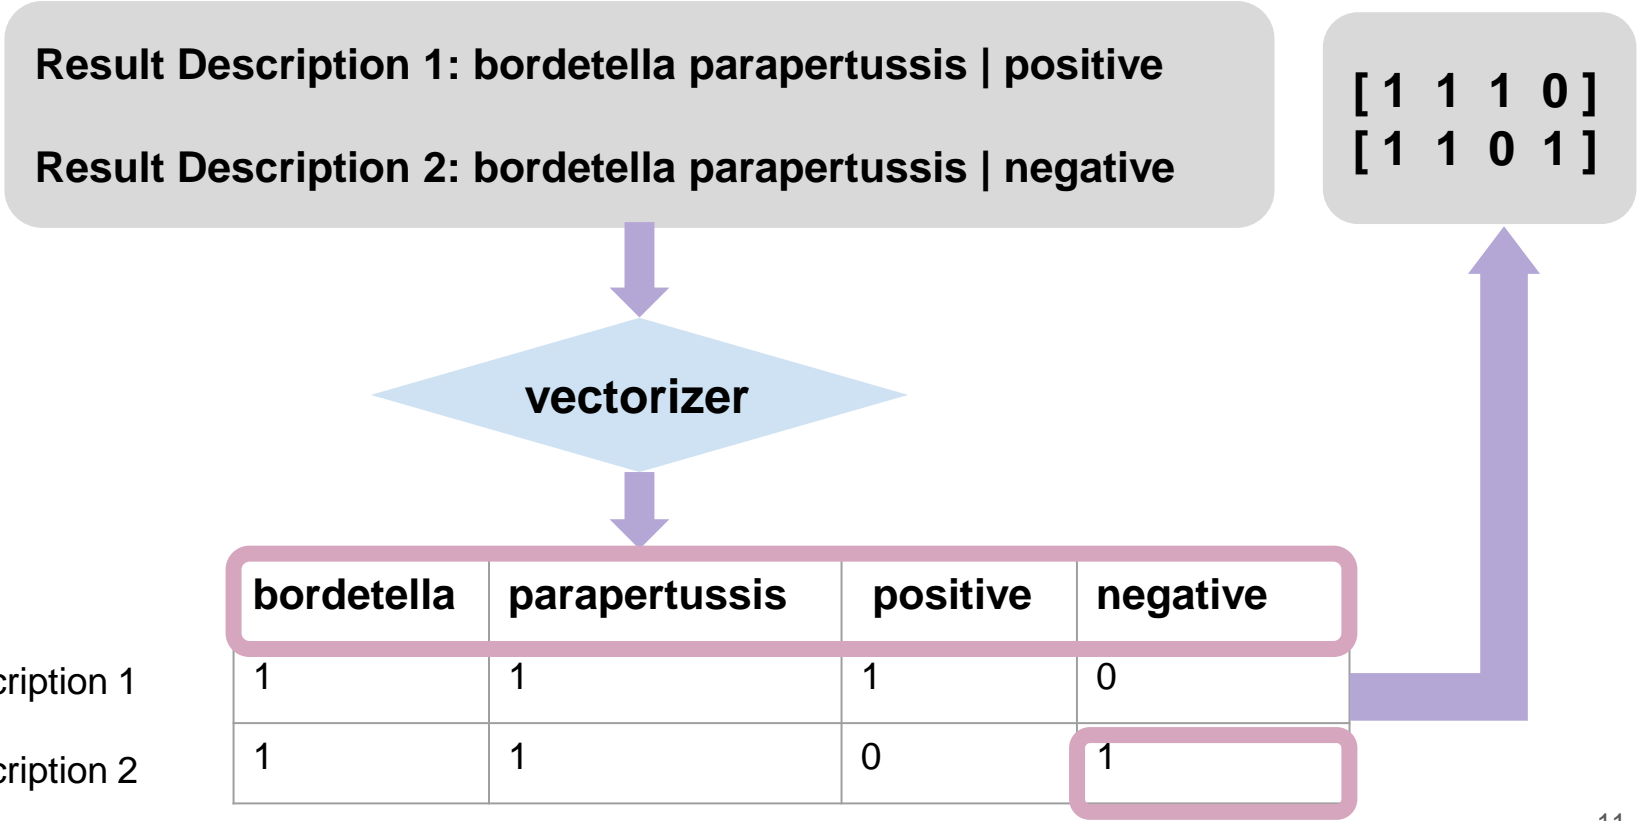 Result Description 1: bordetella parapertussis | positive
Result Description 2: bordetella parapertussis | negative
[ 1 1 1 0 ]
[ 1 1 0 1 ]
vectorizer
bordetella parapertussis positive negative
cription 1 1 1 1 0
cription 2 1 1 0 1
11